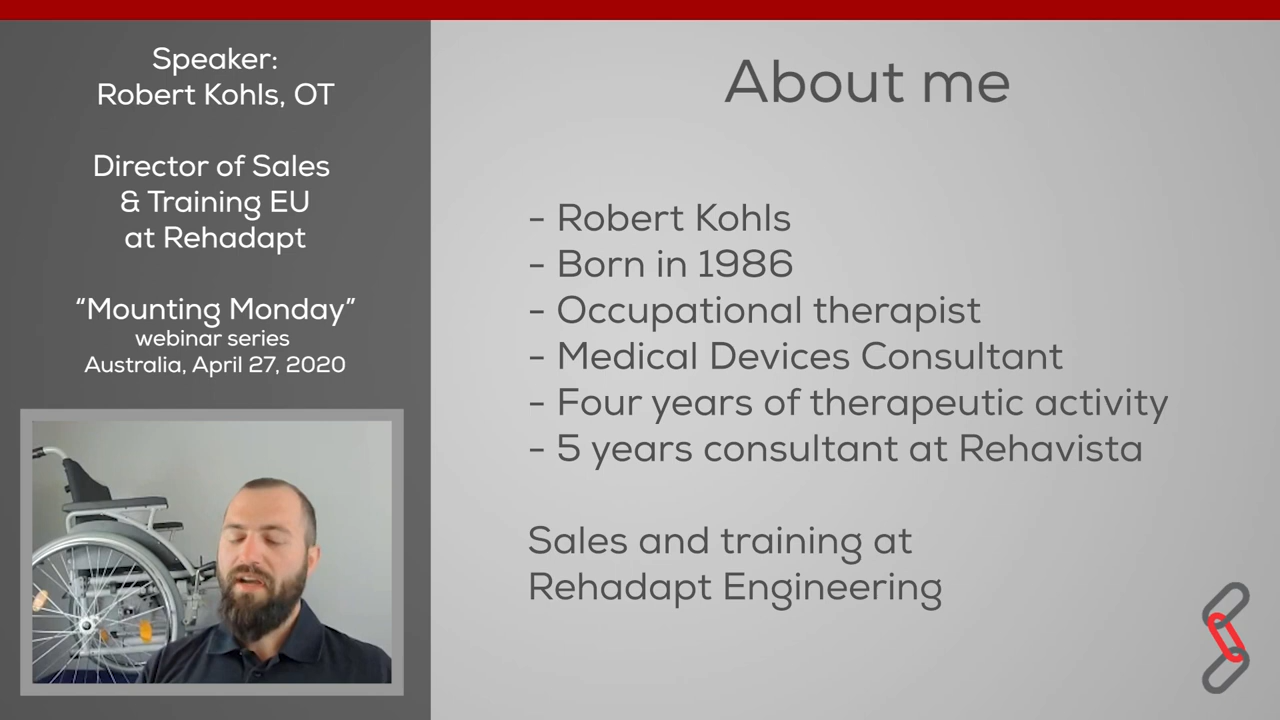 Speaker:
Robert Kohls, OT
Director of Sales
& Training EU
at Rehadapt
“Mounting Monday”
webinar series
Australia, April 27, 2020
About me
- Robert Kohls
- Born in 1986
- Occupational therapist
- Medical Devices Consultant
- Four years of therapeutic activity
- 5 years consultant at Rehavista
Sales and training at
Rehadapt Engineering